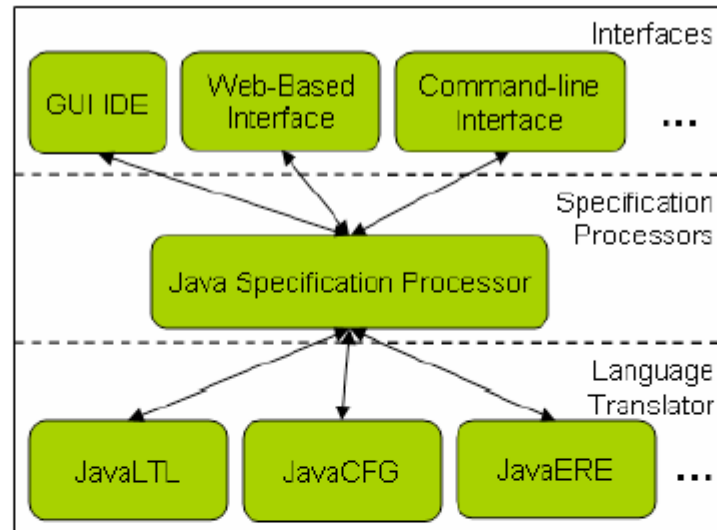 Interfaces
GUI IDE
Web-Based
Interface
Command-line
Interface
...
Specification
Processors
Java Specification Processor
Language
Translator
JavaLTL
JavaCFG
JavaERE
...